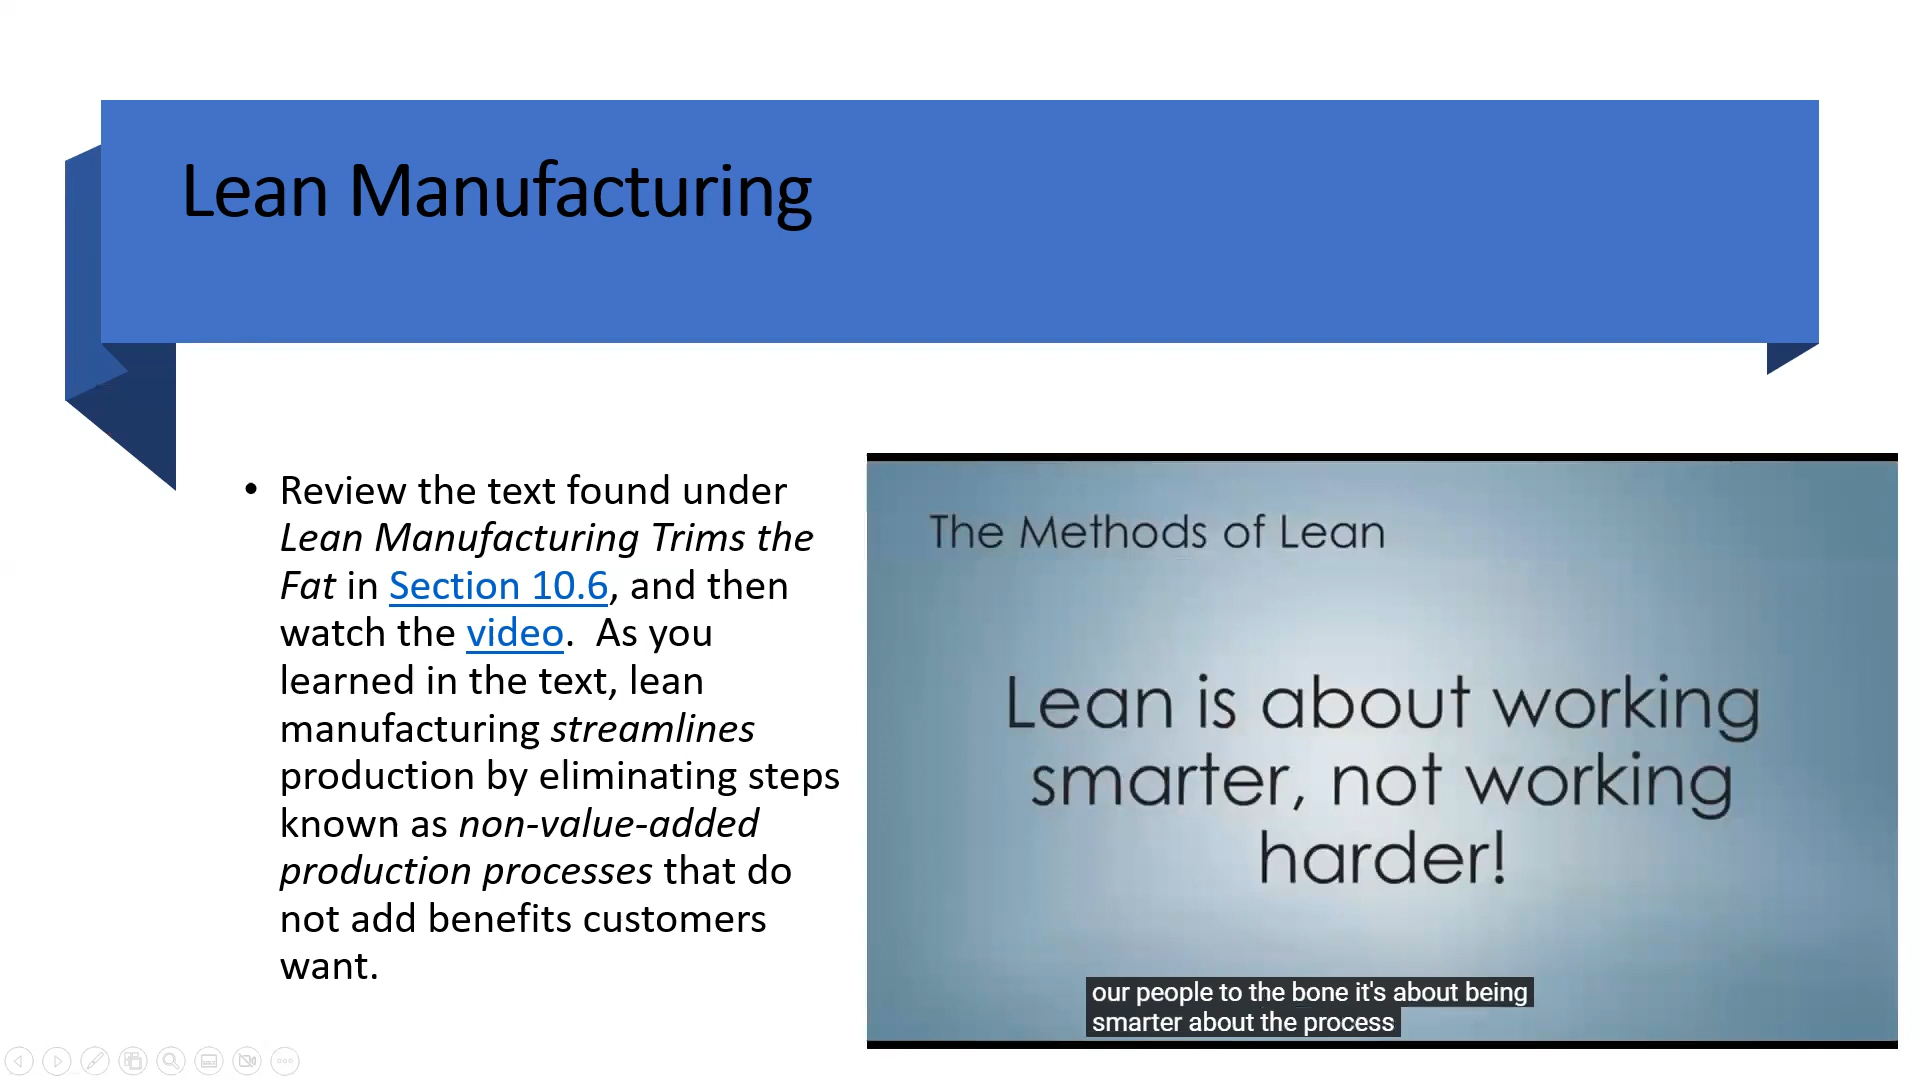 Lean Manufacturing
• Review the text found under
Lean Manufacturing Trims the
Fat in Section 10.6, and then
watch the video.  As you
learned in the text, lean
manufacturing streamlines
production by eliminating steps
known as non-value-added
production processes that do
not add benefits customers
want.
The Methods of Lean
Lean is about working
smarter, not working
harder!
our people to the bone it's about being
smarter about the process